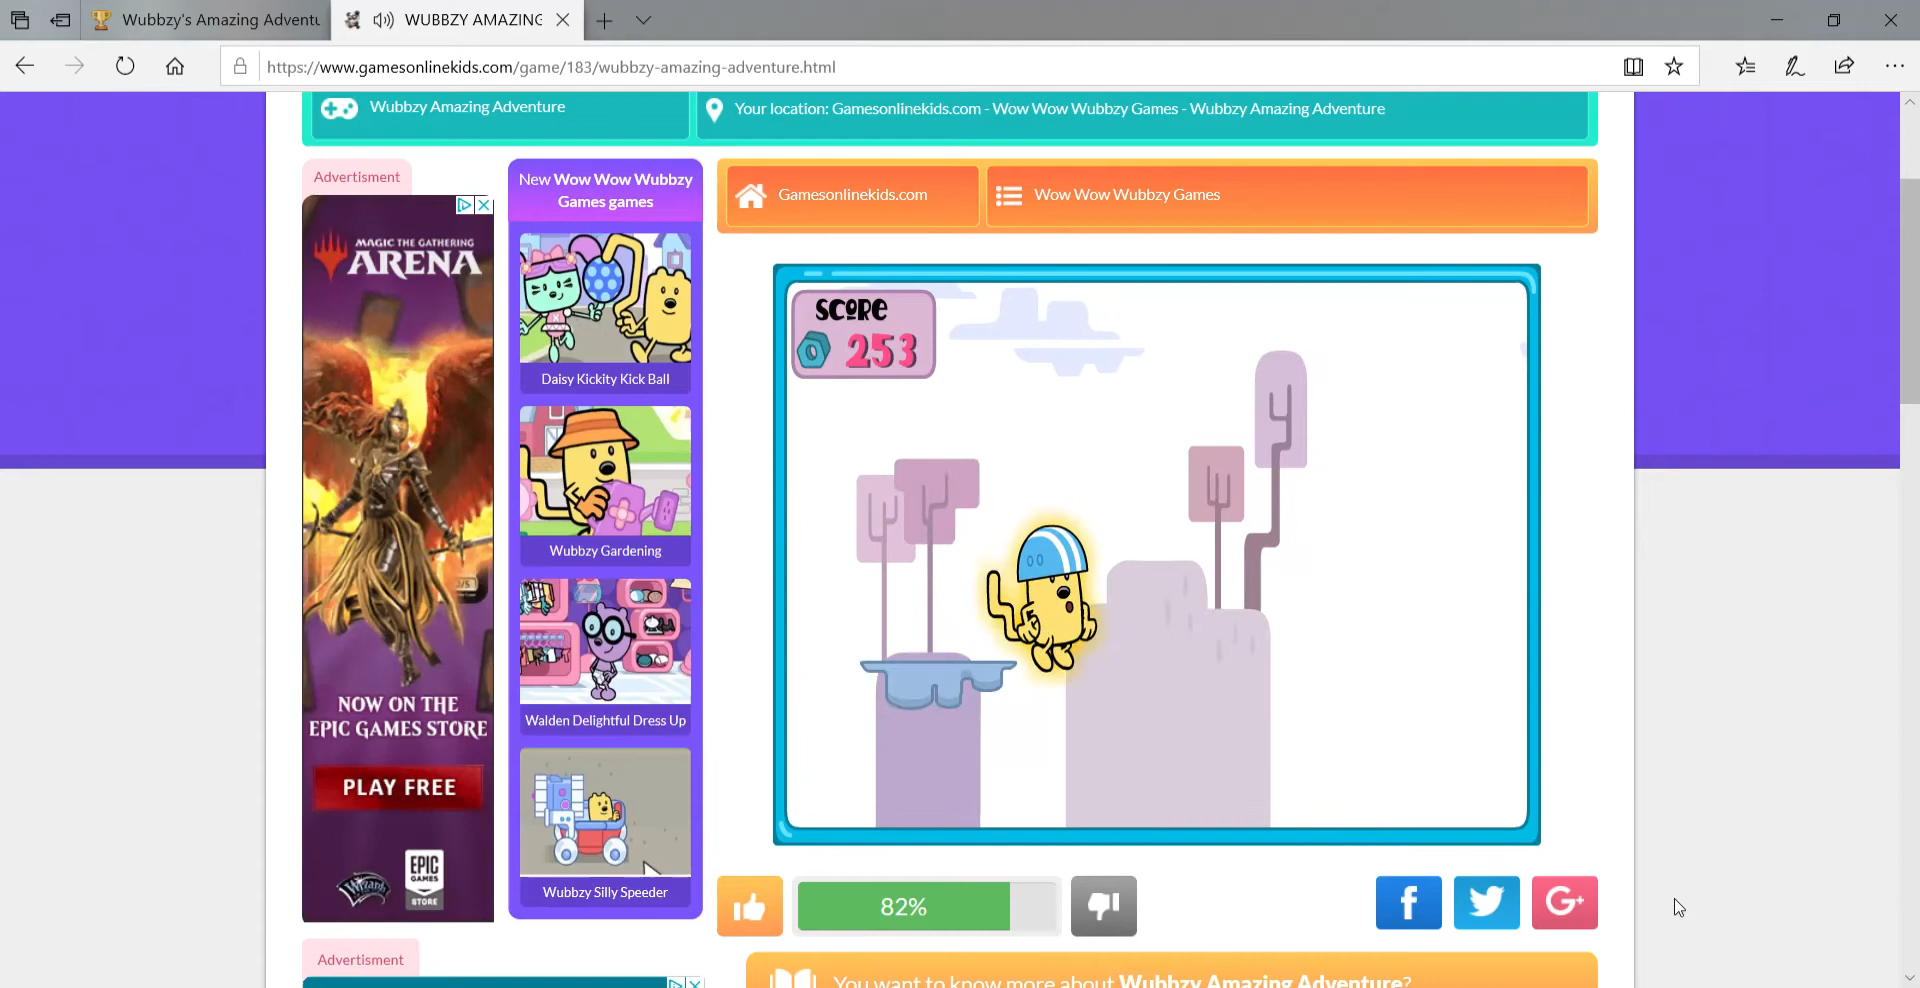 Wubbzy's Amazing Adventu
WUBBZY AMAZING
https://www.gamesonlinekids.com/game/183/wubbzy-amazing-adventure.html
Wubbzy Amazing Adventure
Your location: Gamesonlinekids.com - Wow Wow Wubbzy Games - Wubbzy Amazing Adventure
Advertisment
MAGIC THE GATHERING
ARENA
NOW ON THE
EPIC GAMES STORE
PLAY FREE
Wizards
EPIC
GAMES
STORE
New Wow Wow Wubbzy
Games games
Daisy Kickity Kick Ball
Wubbzy Gardening
Walden Delightful Dress Up
Wubbzy Silly Speeder
Gamesonlinekids.com
Wow Wow Wubbzy Games
SCORE
253
82%
f
G+
Advertisment
You want to know more about Wubbzy Amazing Adventure?